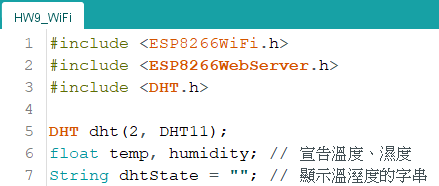 HW9_WiFi
1 #include <ESP8266WiFi.h>
2 #include <ESP8266WebServer.h>
3 #include <DHT.h>
4
5 DHT dht(2, DHT11);
6 float temp, humidity; // 宣告溫度、濕度
7 String dhtState = ""; // 顯示溫溼度的字串